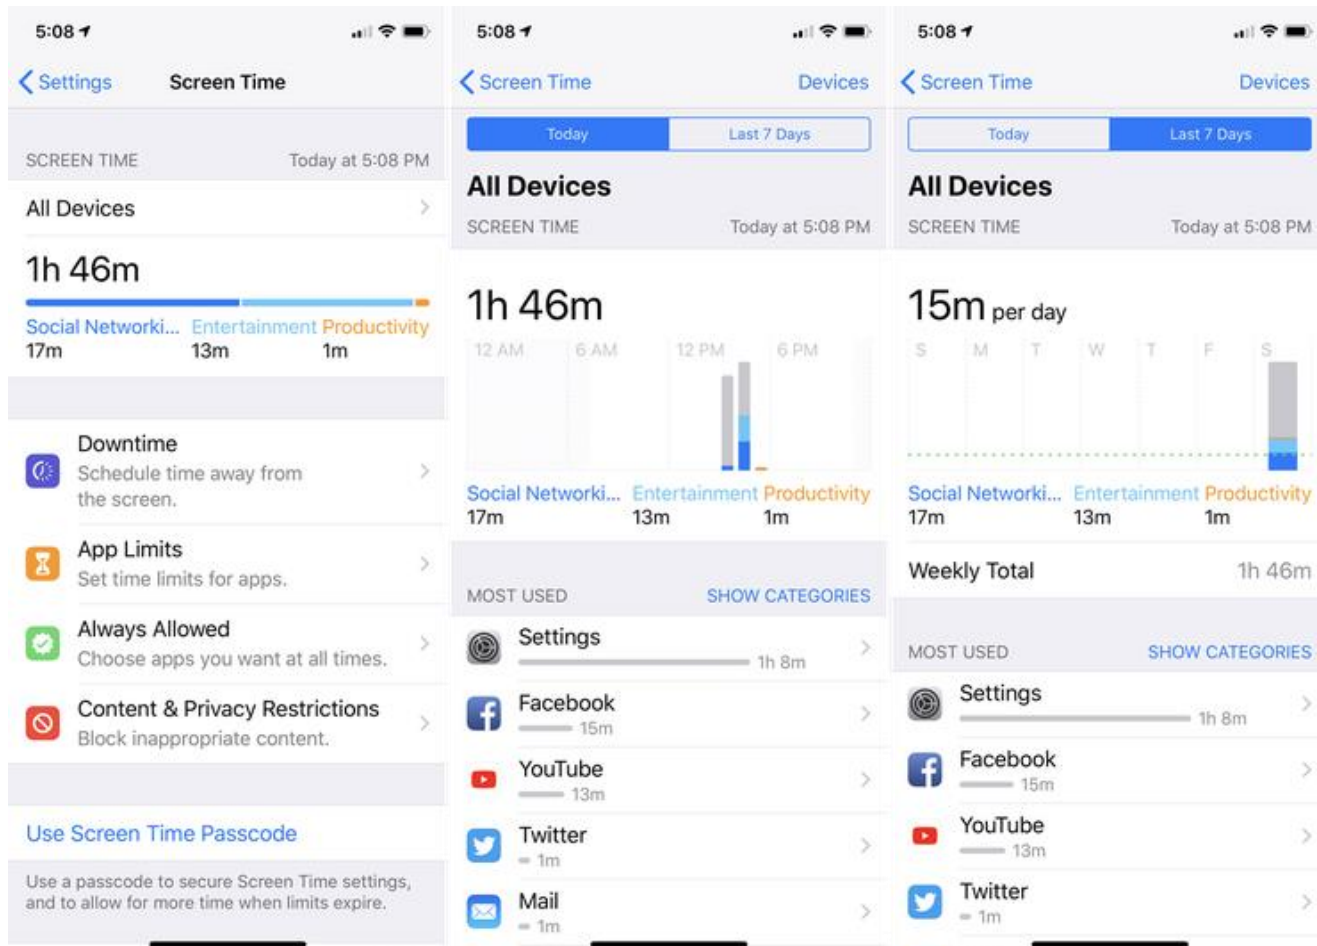 5:08
Settings
Screen Time
SCREEN TIME
Today at 5:08 PM
All Devices
1h 46m
Social Networki... Entertainment Productivity
17m 13m 1m
Downtime
Schedule time away from
the screen.
App Limits
Set time limits for apps.
Always Allowed
Choose apps you want at all times.
Content & Privacy Restrictions
Block inappropriate content.
Use Screen Time Passcode
Use a passcode to secure Screen Time settings,
and to allow for more time when limits expire.
5:08
Screen Time
Devices
Today
Last 7 Days
All Devices
SCREEN TIME
Today at 5:08 PM
1h 46m
12 AM 6 AM 12 PM 6 PM
Social Networki... Entertainment Productivity
17m 13m 1m
MOST USED
SHOW CATEGORIES
Settings
1h 8m
Facebook
15m
YouTube
13m
Twitter
1m
Mail
1m
5:08
Screen Time
Devices
Today
Last 7 Days
All Devices
SCREEN TIME
Today at 5:08 PM
15m per day
S M T W T F S
Social Networki... Entertainment Productivity
17m 13m 1m
Weekly Total
1h 46m
MOST USED
SHOW CATEGORIES
Settings
1h 8m
Facebook
15m
YouTube
13m
Twitter
1m